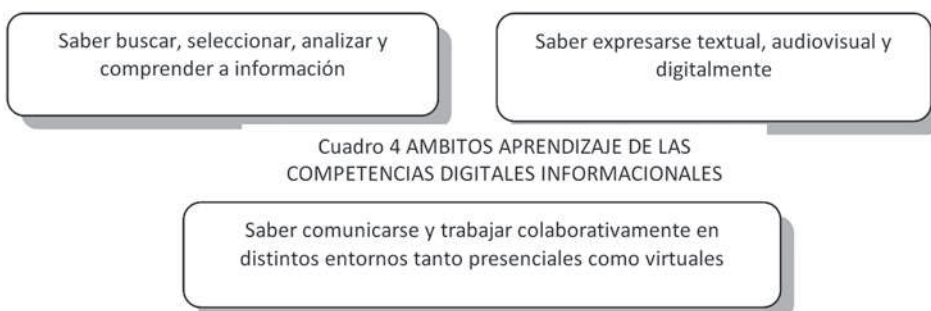 Saber buscar, seleccionar, analizar y
comprender a información
Saber expresarse textual, audiovisual y
digitalmente
Cuadro 4 AMBITOS APRENDIZAJE DE LAS
COMPETENCIAS DIGITALES INFORMACIONALES
Saber comunicarse y trabajar colaborativamente en
distintos entornos tanto presenciales como virtuales